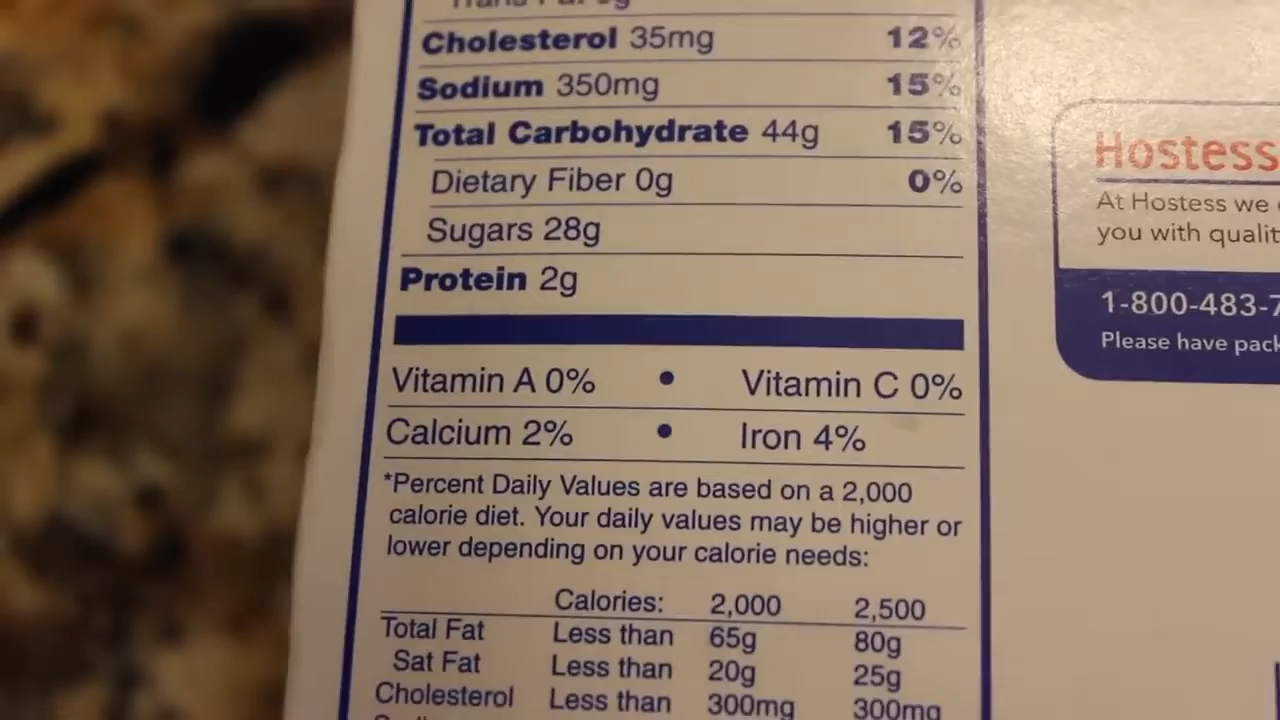 Trans Fat 0g
Cholesterol 35mg 12%
Sodium 350mg 15%
Total Carbohydrate 44g 15%
Dietary Fiber 0g 0%
Sugars 28g
Protein 2g
Vitamin A 0% • Vitamin C 0%
Calcium 2% • Iron 4%
*Percent Daily Values are based on a 2,000
calorie diet. Your daily values may be higher or
lower depending on your calorie needs:
Calories: 2,000 2,500
Total Fat Less than 65g 80g
Sat Fat Less than 20g 25g
Cholesterol Less than 300mg 300mg
Hostess
At Hostess we
you with qualit
1-800-483-7
Please have pack